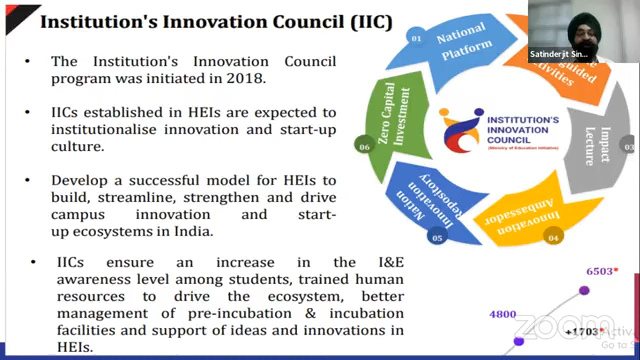 Institution's Innovation Council (IIC)
• The Institution's Innovation Council
program was initiated in 2018.
• IICs established in HEIs are expected to
institutionalise innovation and start-up
culture.
• Develop a successful model for HEIs to
build, streamline, strengthen and drive
campus innovation and start-
up ecosystems in India.
• IICs ensure an increase in the I&E
awareness level among students, trained human
resources to drive the ecosystem, better
management of pre-incubation & incubation
facilities and support of ideas and innovations in
HEIs.
01
National
Platform
Satinderjit Sin...
guided
Activities
Impact
Lecture
03
Innovation
Ambassador
04
Nation
Innovation
Repository
05
Zero Capital
Investment
06
INSTITUTION'S
INNOVATION
COUNCIL
(Ministry of Education Initiative)
6503*
4800
+1703*
zoom
Activa
Go to S